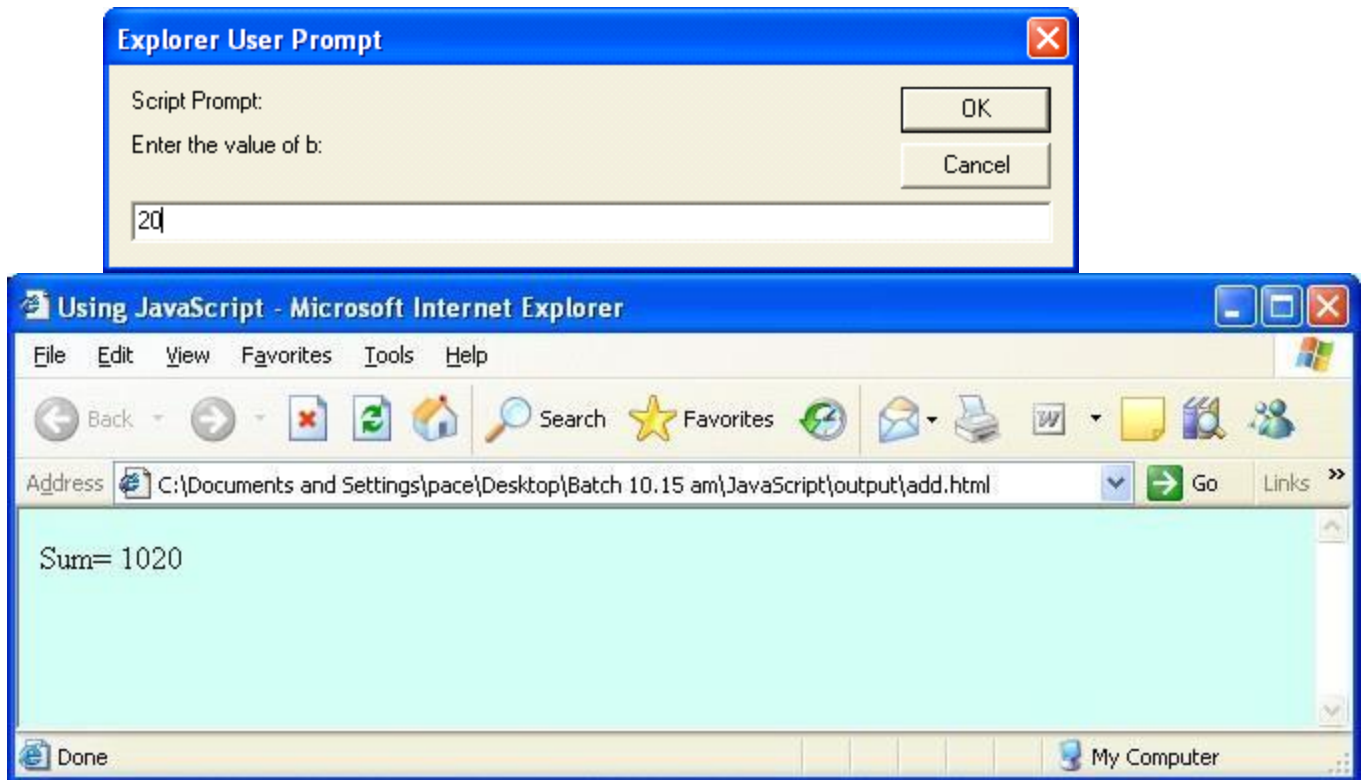 Explorer User Prompt
Script Prompt:
OK
Enter the value of b:
Cancel
20
Using JavaScript - Microsoft Internet Explorer
File Edit View Favorites Tools Help
Back Search Favorites W
Address C:\Documents and Settings\pace\Desktop\Batch 10.15 am\JavaScript\output\add.html Go Links »
Sum= 1020
Done My Computer